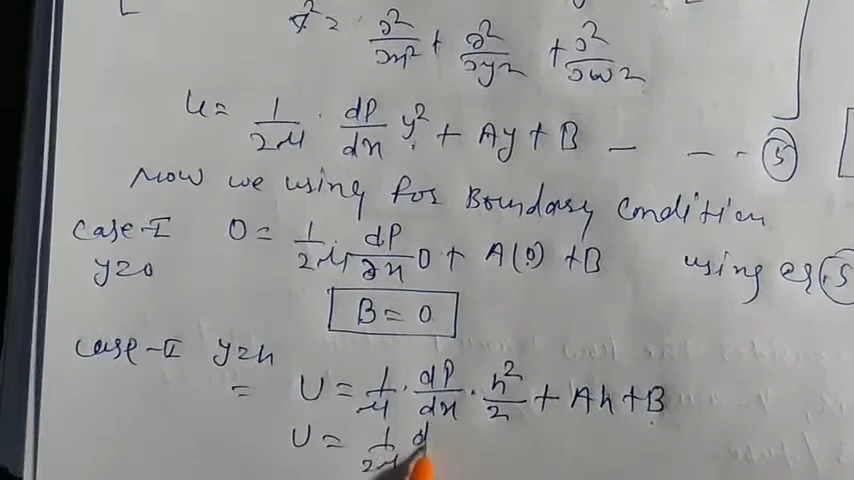 ∇² = ∂²/∂x² + ∂²/∂y² + ∂²/∂w²
u = 1/2μ · dP/dx y² + Ay + B — — - (5)
Now we using for Boundary Condition
Case-I 0 = 1/2μ · dP/∂x 0 + A(0) + B using eq (5)
y=0
B = 0
Case-I y=h
= U = 1/μ · dP/dx · h²/2 + Ah + B
U = 1/2μ d